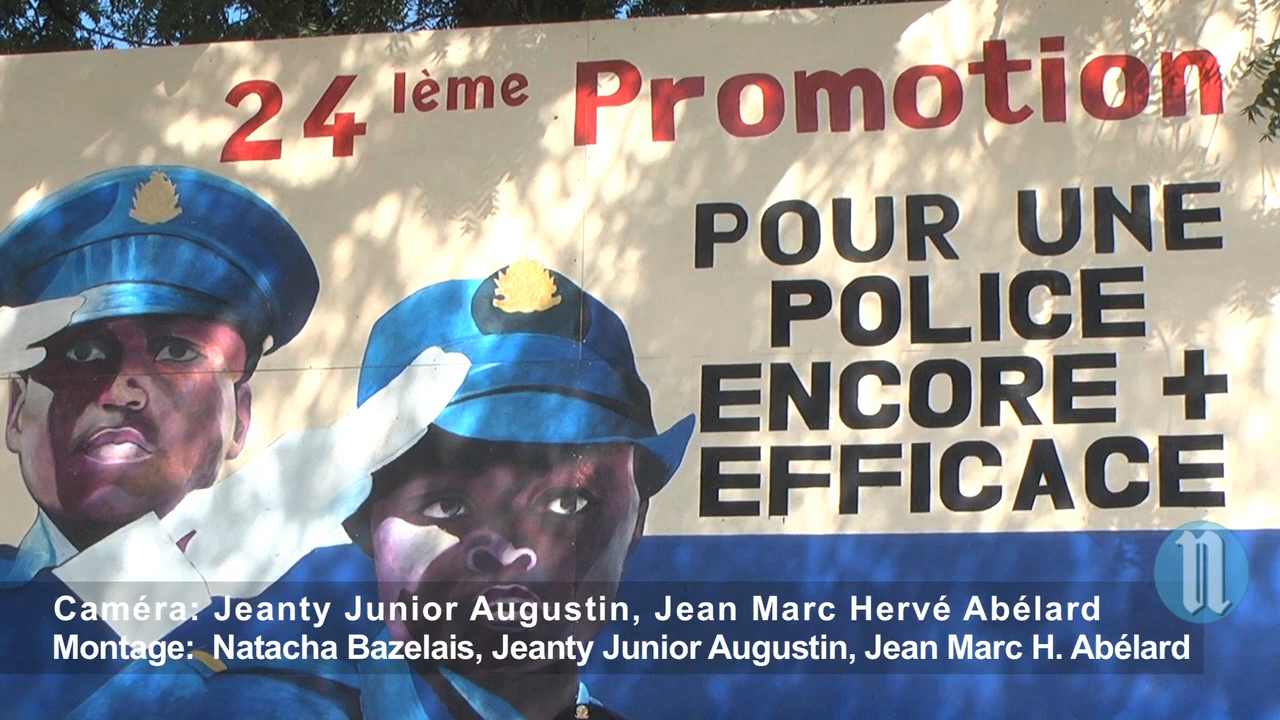 24 Ième Promotion
POUR UNE
POLICE
ENCORE +
EFFICACE
n
Caméra: Jeanty Junior Augustin, Jean Marc Hervé Abélard
Montage: Natacha Bazelais, Jeanty Junior Augustin, Jean Marc H. Abélard